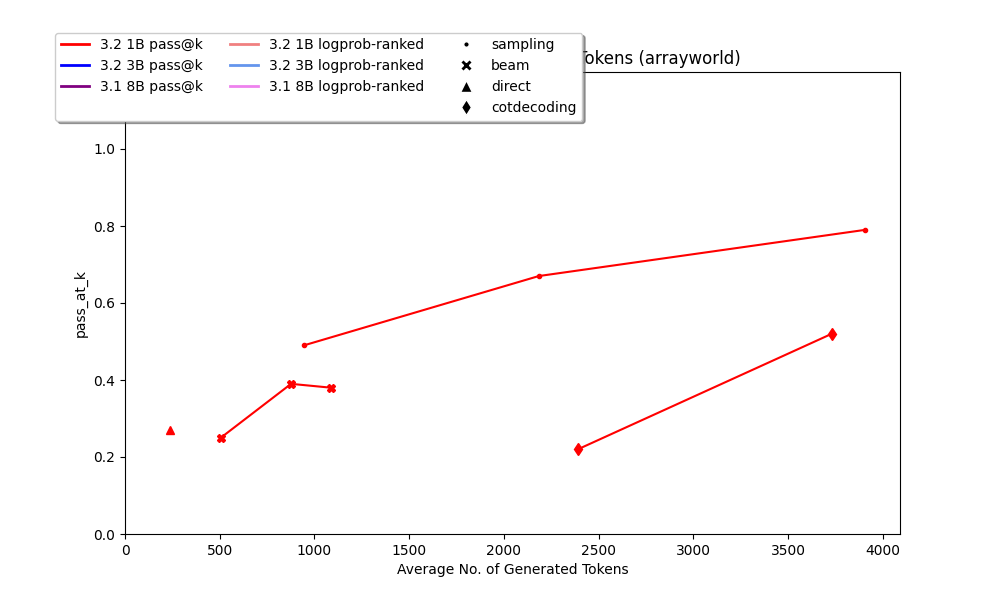 3.2 1B pass@k
3.2 3B pass@k
3.1 8B pass@k
3.2 1B logprob-ranked
3.2 3B logprob-ranked
3.1 8B logprob-ranked
sampling
beam
direct
cotdecoding
Tokens (arrayworld)
1.0
0.8
0.6
0.4
0.2
0.0
pass_at_k
0 500 1000 1500 2000 2500 3000 3500 4000
Average No. of Generated Tokens